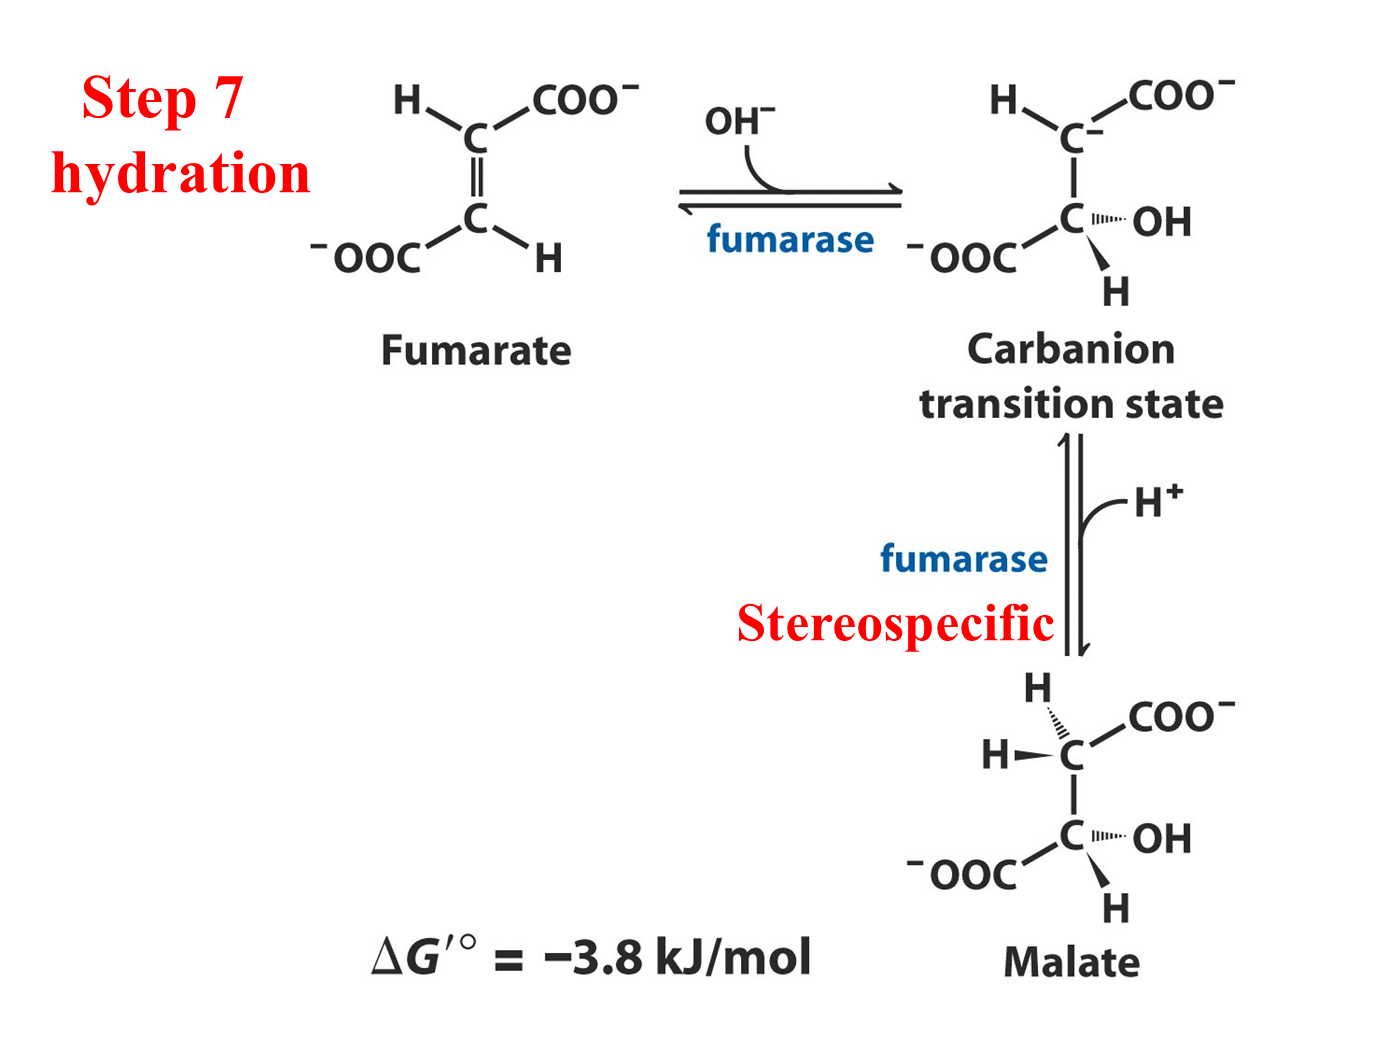 Step 7
hydration
H COO⁻
C
C
⁻OOC H
Fumarate
OH⁻
fumarase
H COO⁻
C⁻
C OH
⁻OOC
H
Carbanion
transition state
H⁺
fumarase
Stereospecific
H
COO⁻
H C
C OH
⁻OOC
H
Malate
ΔG′° = −3.8 kJ/mol